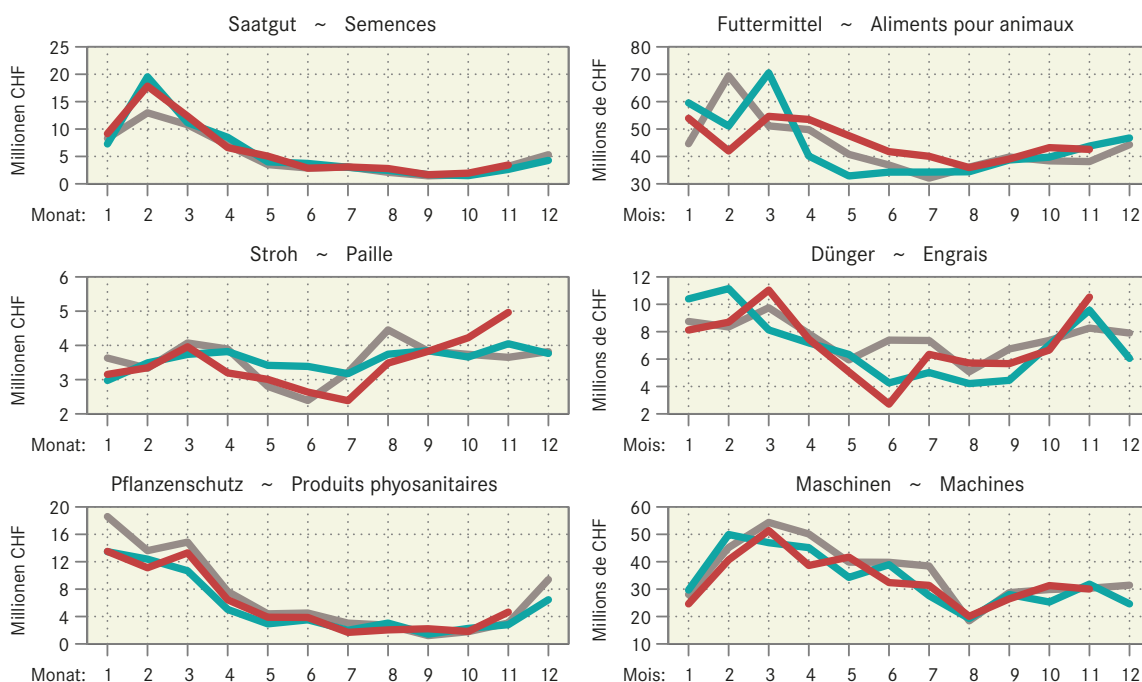 Saatgut ~ Semences
Millionen CHF
25
20
15
10
5
0
Monat: 1 2 3 4 5 6 7 8 9 10 11 12
Futtermittel ~ Aliments pour animaux
Millions de CHF
80
70
60
50
40
30
Mois: 1 2 3 4 5 6 7 8 9 10 11 12
Stroh ~ Paille
Millionen CHF
6
5
4
3
2
Monat: 1 2 3 4 5 6 7 8 9 10 11 12
Dünger ~ Engrais
Millions de CHF
12
10
8
6
4
2
Mois: 1 2 3 4 5 6 7 8 9 10 11 12
Pflanzenschutz ~ Produits phyosanitaires
Millionen CHF
20
16
12
8
4
0
Monat: 1 2 3 4 5 6 7 8 9 10 11 12
Maschinen ~ Machines
Millions de CHF
60
50
40
30
20
10
Mois: 1 2 3 4 5 6 7 8 9 10 11 12